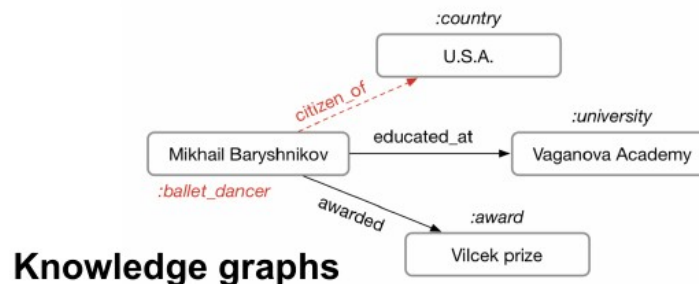 :country
U.S.A.
citizen_of
:university
educated_at
Mikhail Baryshnikov
Vaganova Academy
:ballet_dancer
awarded
:award
Vilcek prize
Knowledge graphs